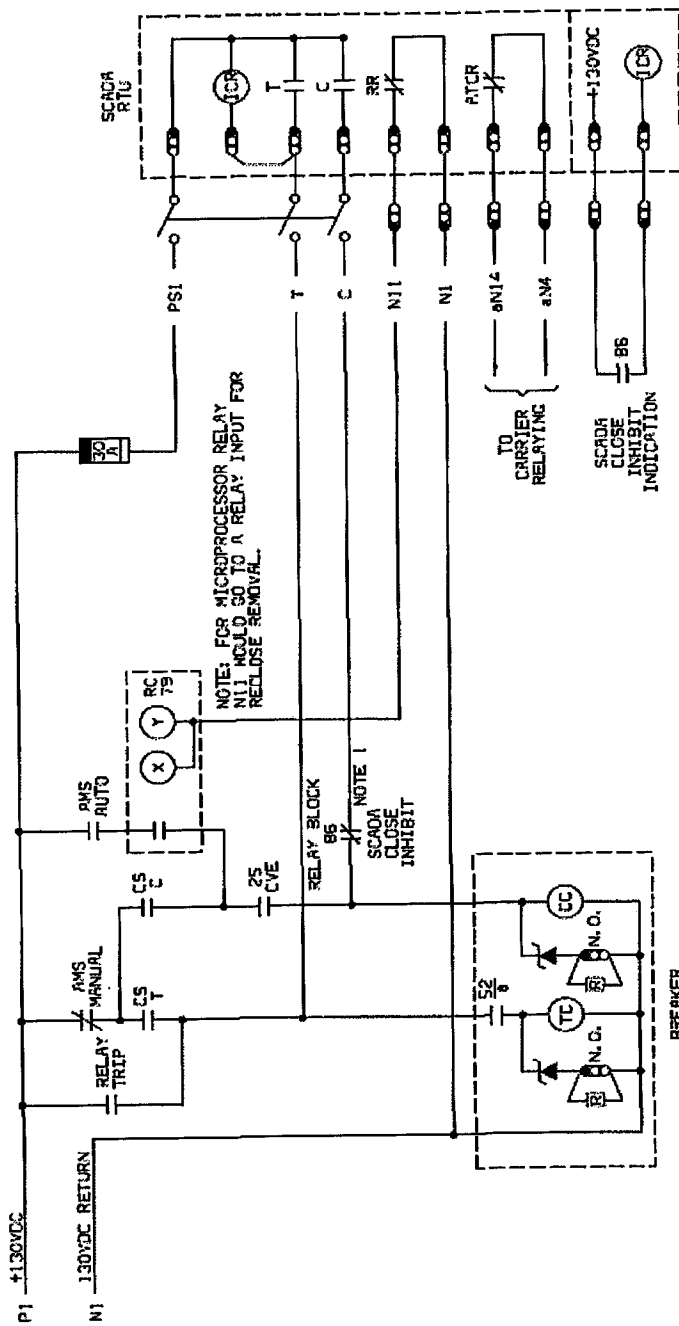 P1 +130VDC
N1 130VDC RETURN
RELAY
TRIP
AMS
MANUAL
CS
T
CS
C
AMS
AUTO
RC
79
X
Y
25
CVE
30
A
NOTE: FOR MICROPROCESSOR RELAY
N11 WOULD GO TO A RELAY INPUT FOR
RECLOSE REMOVAL.
RELAY BLOCK
86
NOTE 1
SCADA
CLOSE
INHIBIT
52
a
TC
CC
R
N.O.
R
N.O.
BREAKER
PS1
T
C
N11
N1
aN14
aN4
TO
CARRIER
RELAYING
SCADA
CLOSE
INHIBIT
INDICATION
86
SCADA
RTU
ICR
T
C
RR
ATCR
+130VDC
ICR